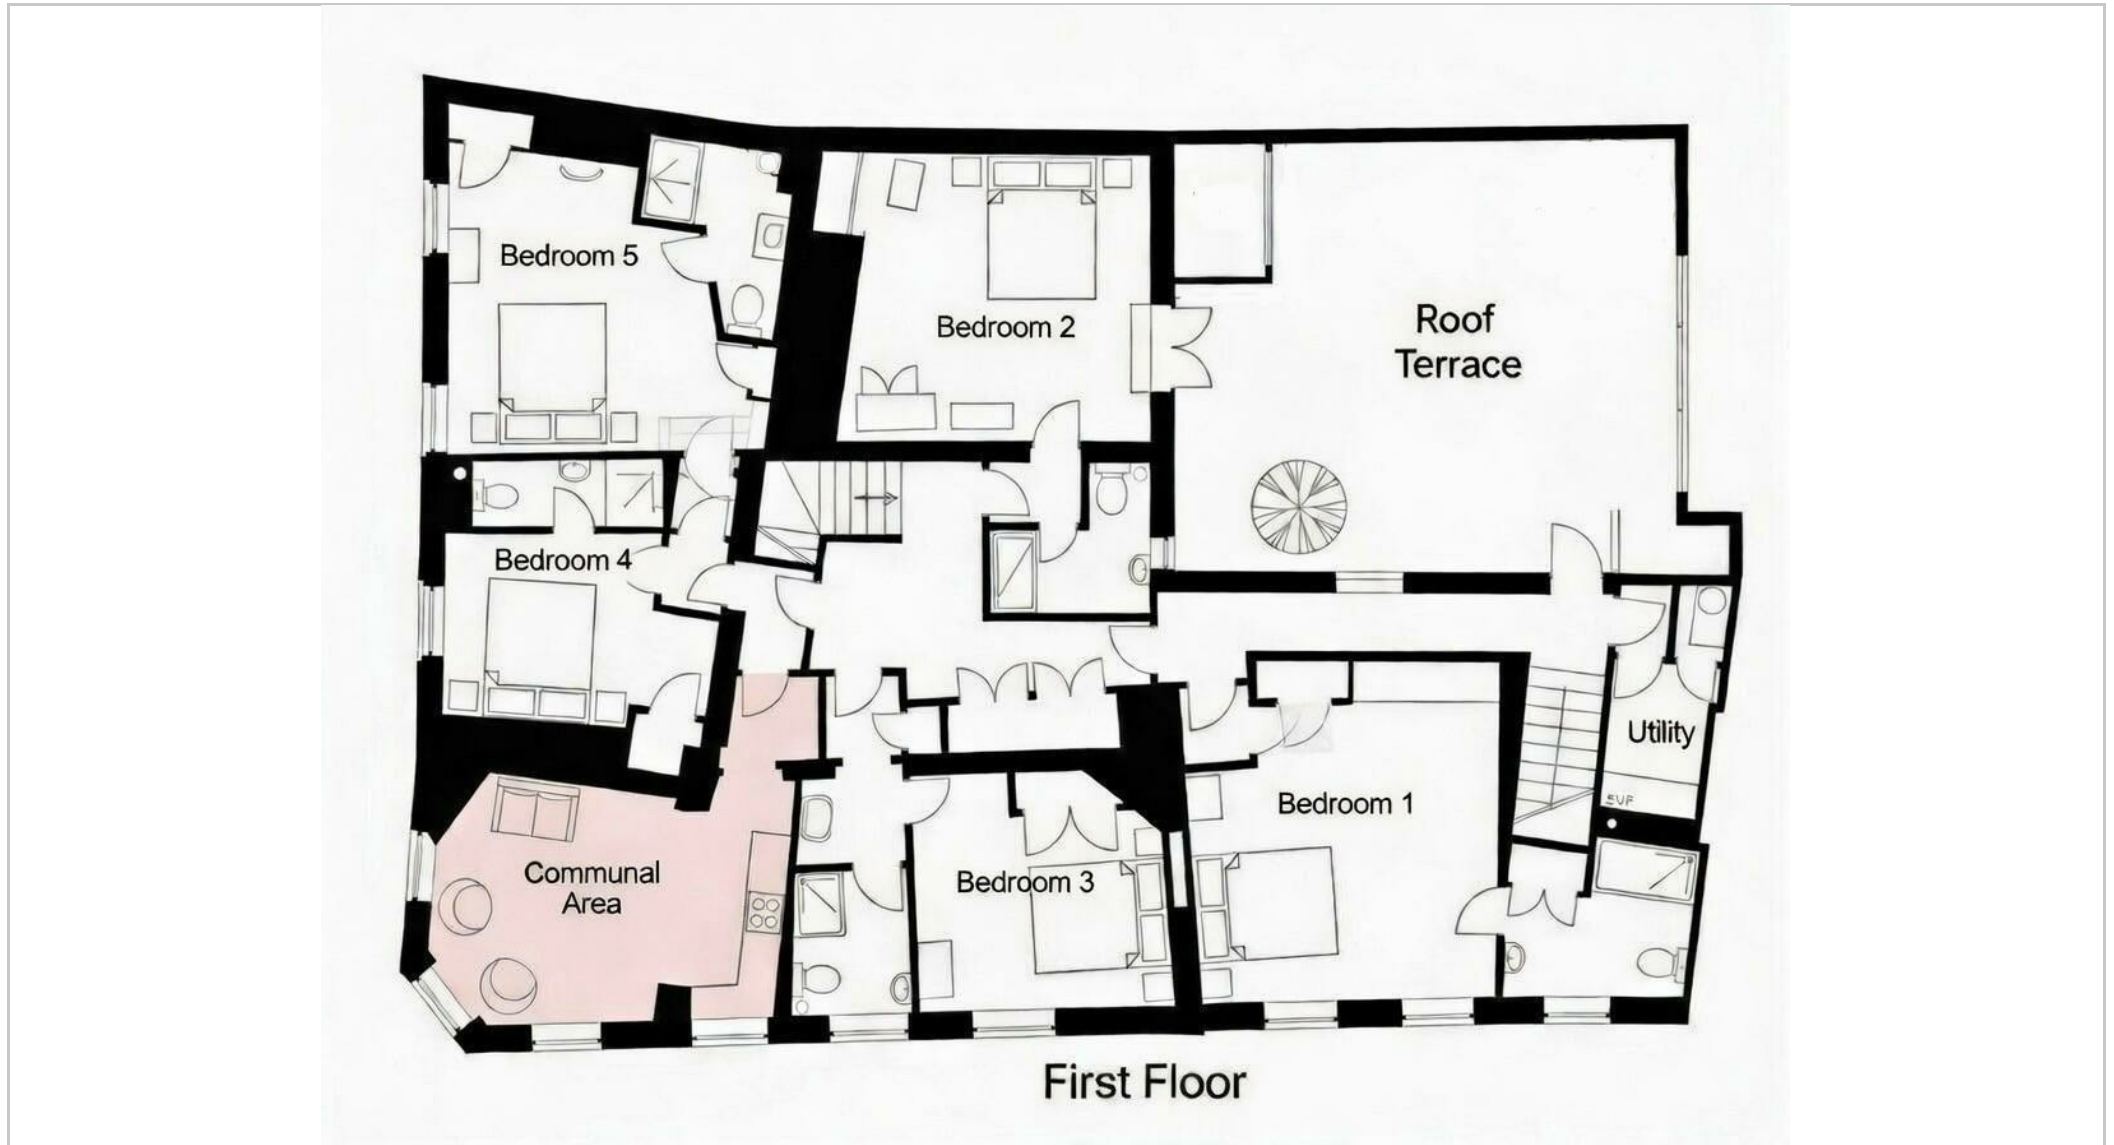 Bedroom 5
Bedroom 2
Roof
Terrace
Bedroom 4
Utility
Bedroom 1
Communal
Area
Bedroom 3
First Floor